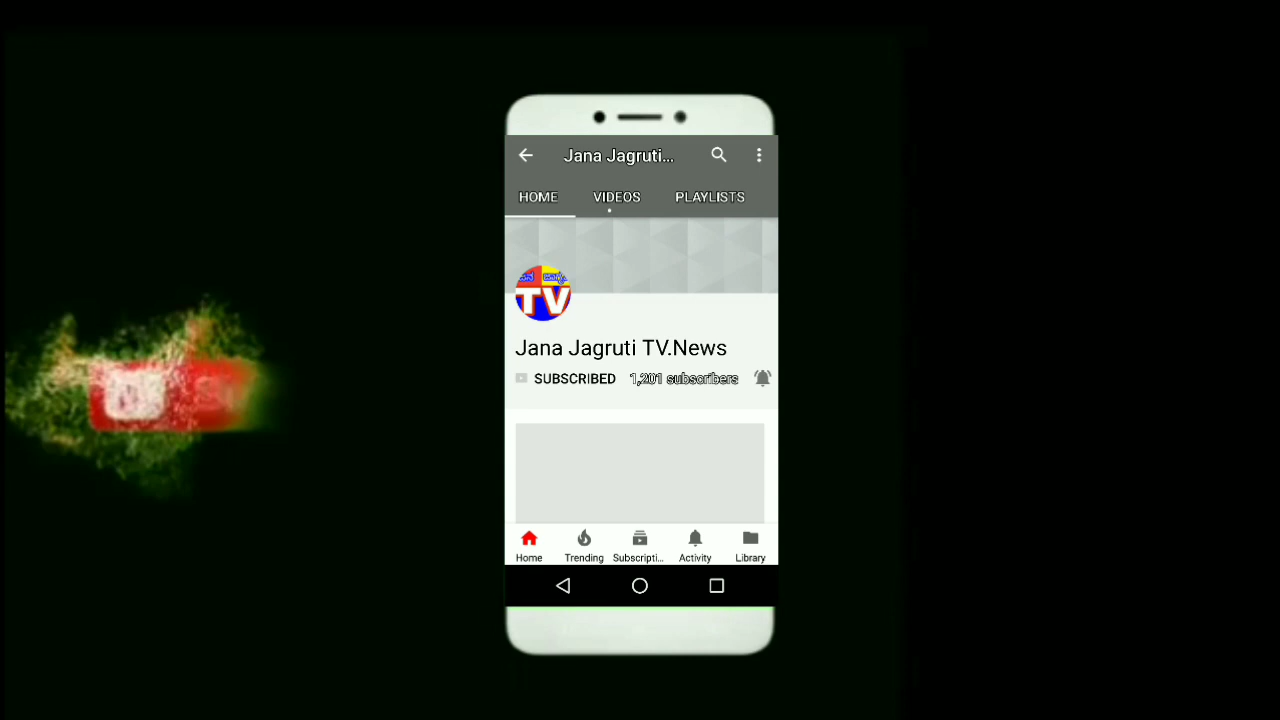 Jana Jagruti...
HOME VIDEOS PLAYLISTS
TV
Jana Jagruti TV.News
SUBSCRIBED 1,201 subscribers
Home Trending Subscripti... Activity Library